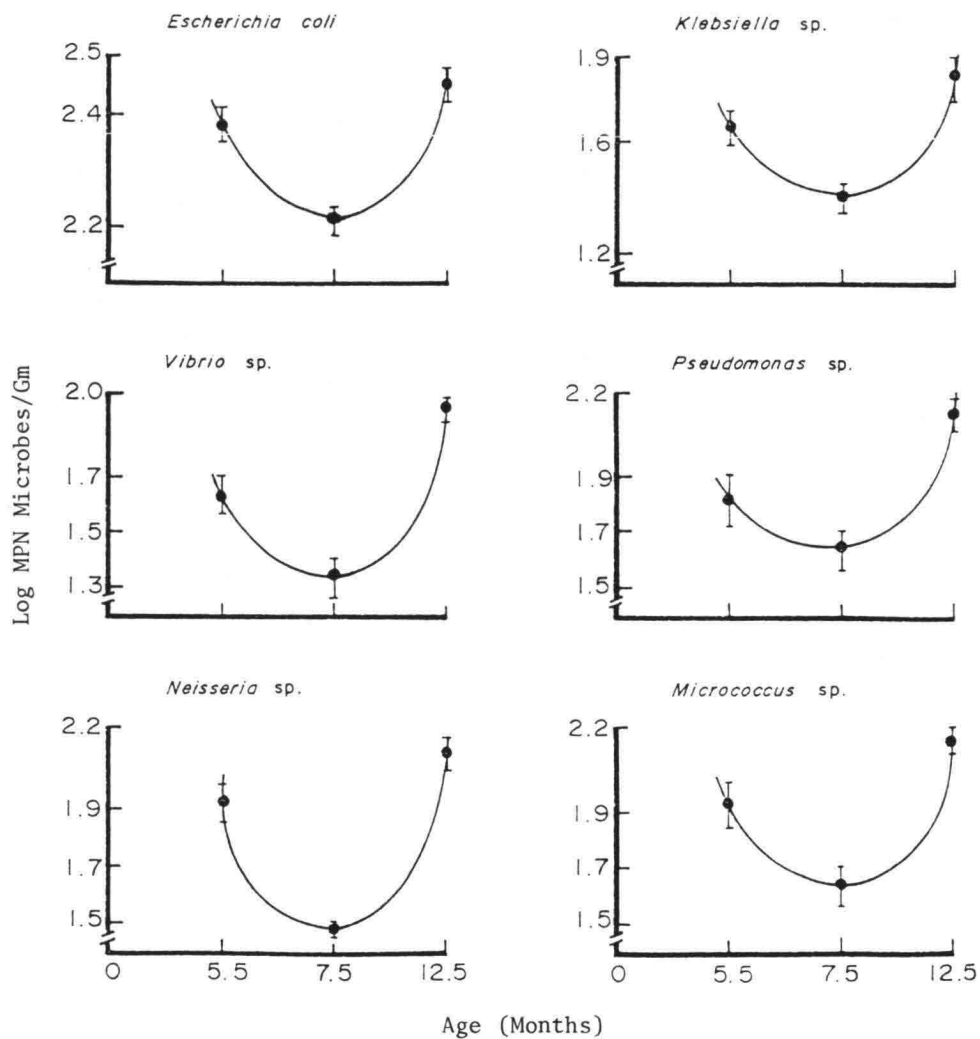 Escherichia coli
Klebsiella sp.
2.5
2.4
2.2
1.9
1.6
1.2
Vibrio sp.
Pseudomonas sp.
2.0
1.7
1.5
1.3
2.2
1.9
1.7
1.5
Log MPN Microbes/Gm
Neisseria sp.
Micrococcus sp.
2.2
1.9
1.7
1.5
2.2
1.9
1.7
1.5
0 5.5 7.5 12.5
0 5.5 7.5 12.5
Age (Months)